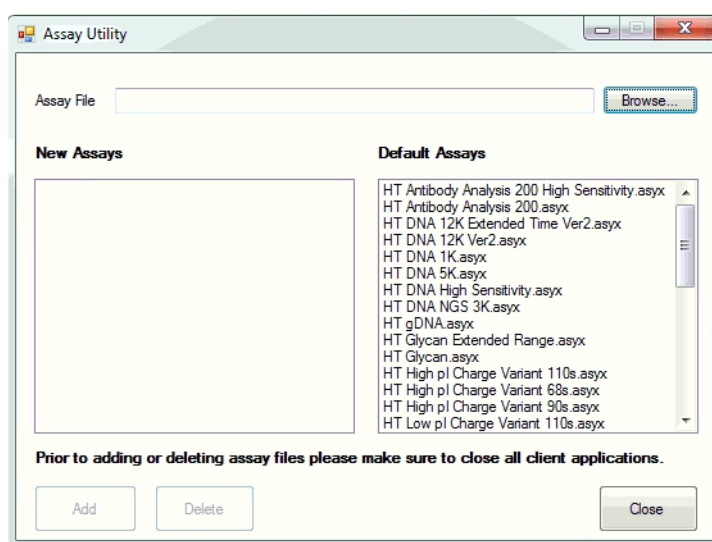 Assay Utility
Assay File
Browse...
New Assays
Default Assays
HT Antibody Analysis 200 High Sensitivity.asyx
HT Antibody Analysis 200.asyx
HT DNA 12K Extended Time Ver2.asyx
HT DNA 12K Ver2.asyx
HT DNA 1K.asyx
HT DNA 5K.asyx
HT DNA High Sensitivity.asyx
HT DNA NGS 3K.asyx
HT gDNA.asyx
HT Glycan Extended Range.asyx
HT Glycan.asyx
HT High pI Charge Variant 110s.asyx
HT High pI Charge Variant 68s.asyx
HT High pI Charge Variant 90s.asyx
HT Low pI Charge Variant 110s.asyx
Prior to adding or deleting assay files please make sure to close all client applications.
Add
Delete
Close